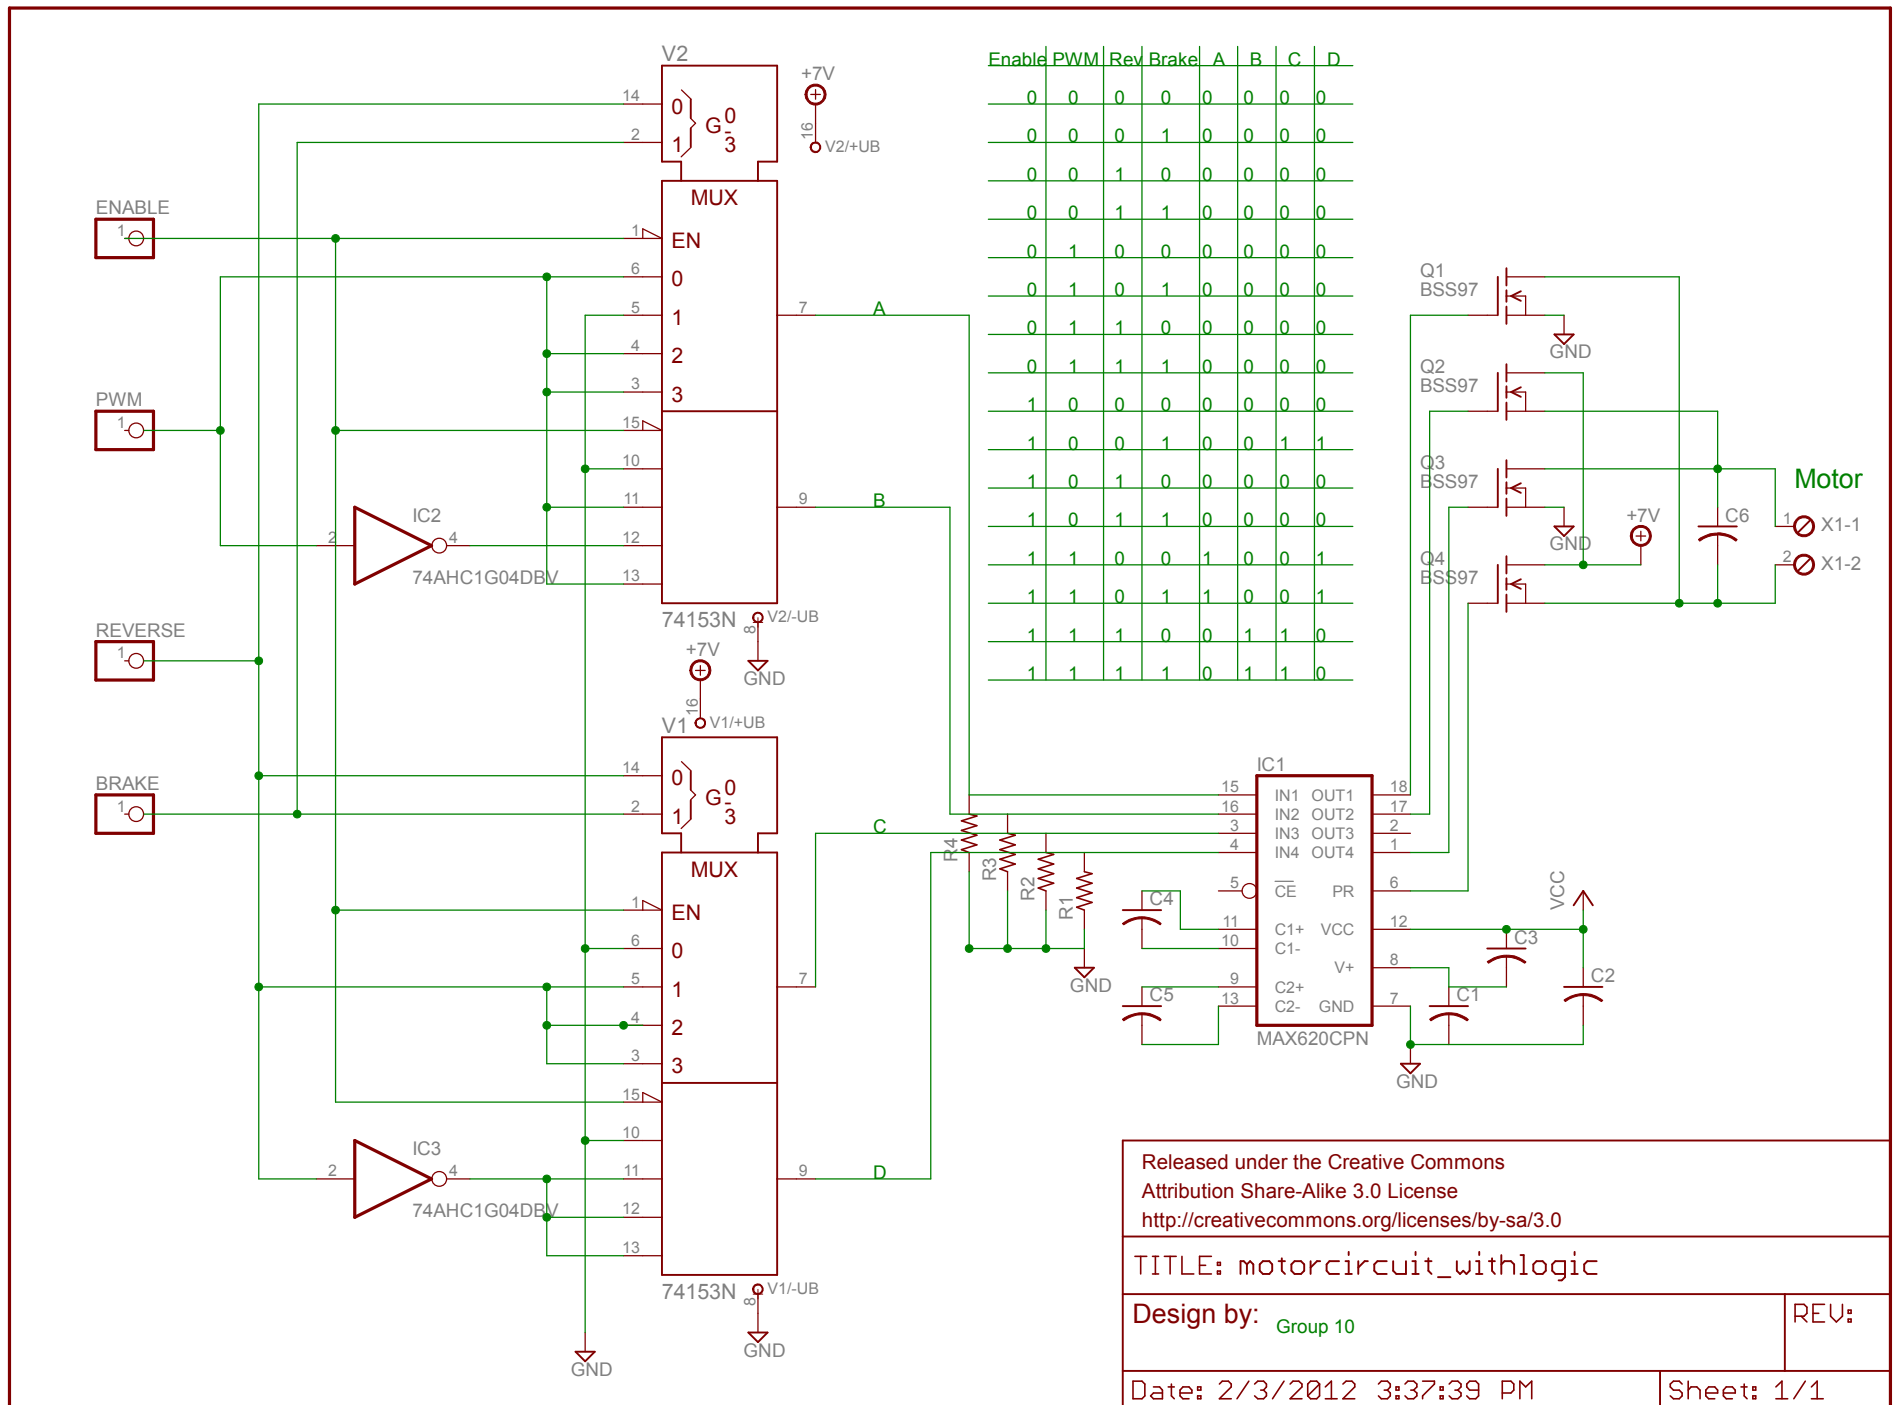 V2
+7V
14
0
0
G-
2
1
3
16
V2/+UB
MUX
ENABLE
1
1
EN
6
0
5
1
7
A
4
2
PWM
3
3
1
15
10
11
9
B
IC2
2
4
12
74AHC1G04DBV
13
74153N
V2/-UB
8
GND
REVERSE
1
+7V
16
V1/+UB
V1
14
0
0
G-
2
1
3
BRAKE
1
MUX
1
EN
6
0
5
1
7
C
4
2
3
3
15
10
IC3
2
4
11
9
D
74AHC1G04DBV
12
13
74153N
V1/-UB
8
GND
GND
Enable PWM Rev Brake A B C D
0 0 0 0 0 0 0 0
0 0 0 1 0 0 0 0
0 0 1 0 0 0 0 0
0 0 1 1 0 0 0 0
0 1 0 0 0 0 0 0
0 1 0 1 0 0 0 0
0 1 1 0 0 0 0 0
0 1 1 1 0 0 0 0
1 0 0 0 0 0 0 0
1 0 0 1 0 0 1 1
1 0 1 0 0 0 0 0
1 0 1 1 0 0 0 0
1 1 0 0 1 0 0 1
1 1 0 1 1 0 0 1
1 1 1 0 0 1 1 0
1 1 1 1 0 1 1 0
Q1
BSS97
GND
Q2
BSS97
Q3
BSS97
GND
Q4
BSS97
+7V
C6
Motor
1 X1-1
2 X1-2
IC1
15 IN1 OUT1 18
16 IN2 OUT2 17
3 IN3 OUT3 2
4 IN4 OUT4 1
5 CE PR 6
11 C1+ VCC 12
10 C1-
V+ 8
9 C2+
13 C2- GND 7
MAX620CPN
R4
R3
R2
R1
GND
C4
C5
VCC
C3
C2
C1
GND
Released under the Creative Commons
Attribution Share-Alike 3.0 License
http://creativecommons.org/licenses/by-sa/3.0
TITLE: motorcircuit_withlogic
Design by: Group 10
REV:
Date: 2/3/2012 3:37:39 PM
Sheet: 1/1